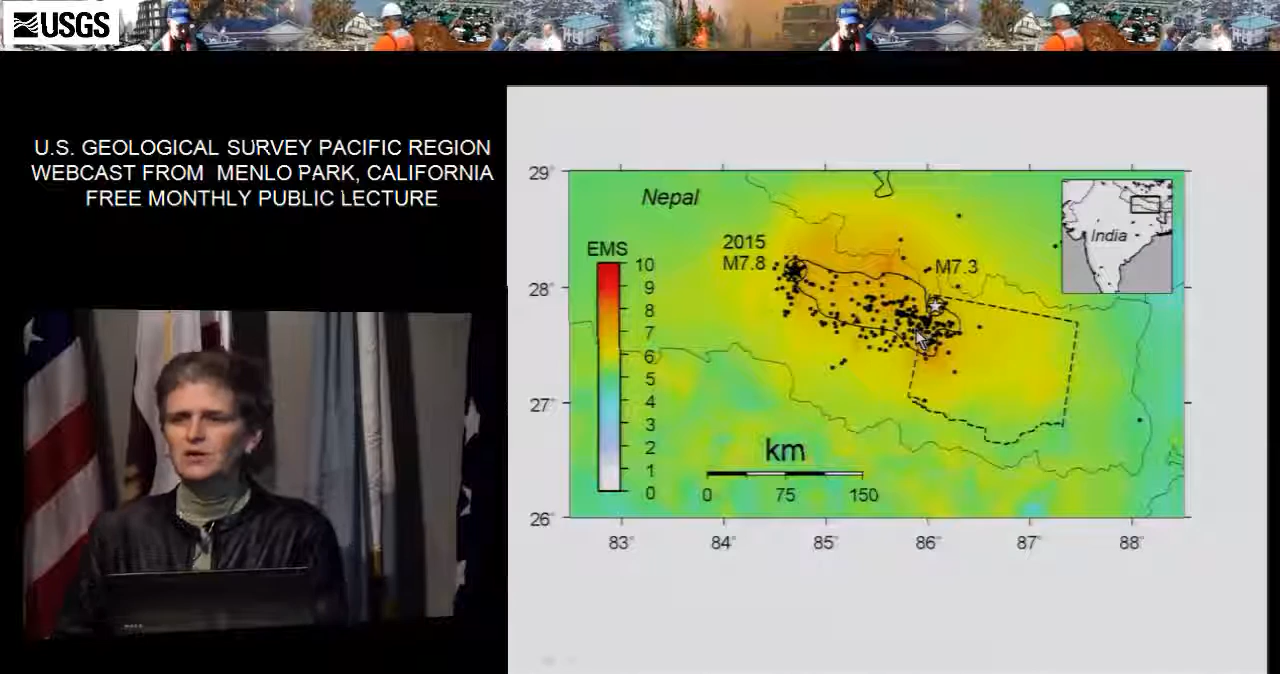 USGS
U.S. GEOLOGICAL SURVEY PACIFIC REGION
WEBCAST FROM MENLO PARK, CALIFORNIA
FREE MONTHLY PUBLIC LECTURE
29°
28°
27°
26°
Nepal
2015
M7.8
M7.3
India
EMS
10
9
8
7
6
5
4
3
2
1
0
km
0 75 150
83° 84° 85° 86° 87° 88°